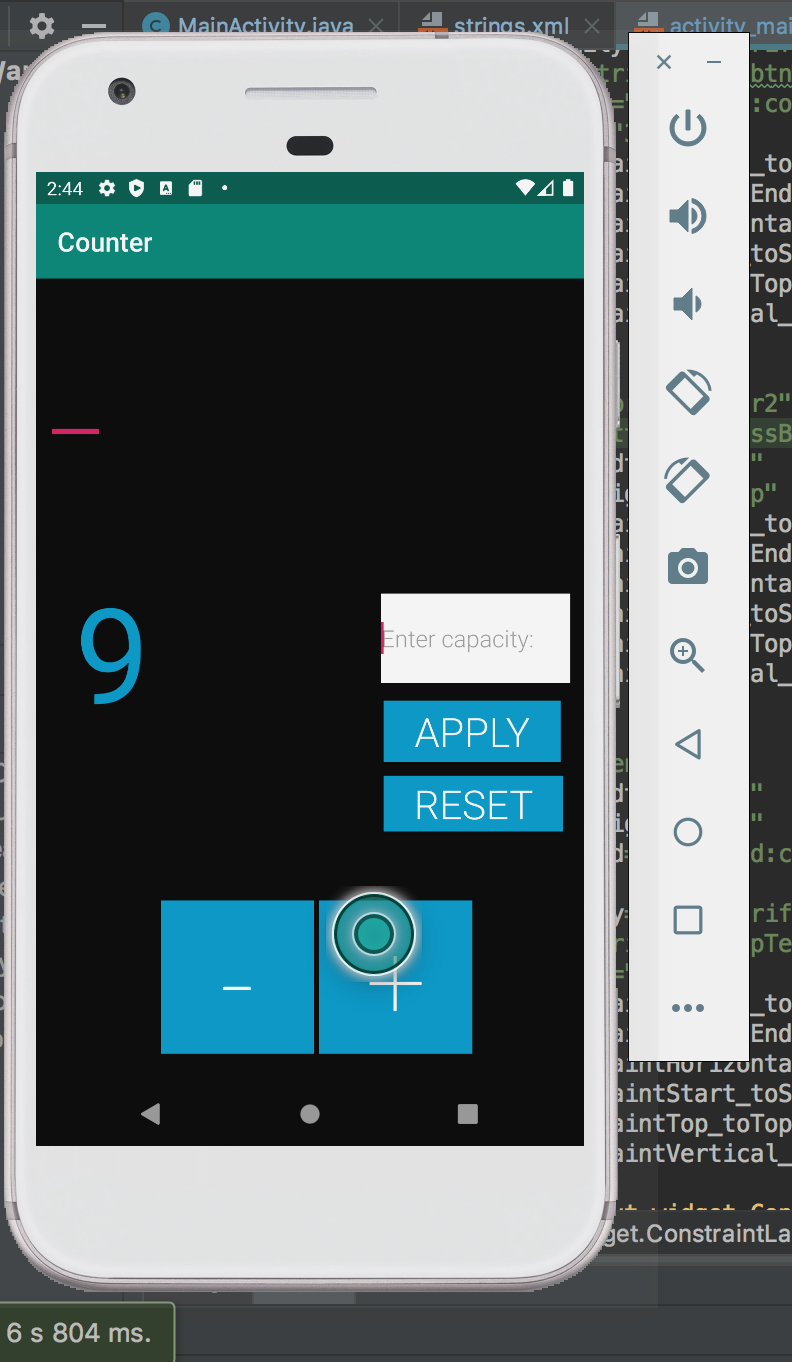 MainActivity.java
strings.xml
activity_mai
2:44
Counter
9
Enter capacity:
APPLY
RESET
–
+
btn
:co
_to
End
nta
toS
Top
al_
r2"
ssB
"
p"
_to
End
nta
toS
Top
al_
"
"
d:c
rif
pTe
_to
End
aintHorizonta
aintStart_toS
aintTop_toTop
aintVertical_
get.ConstraintLa
6 s 804 ms.